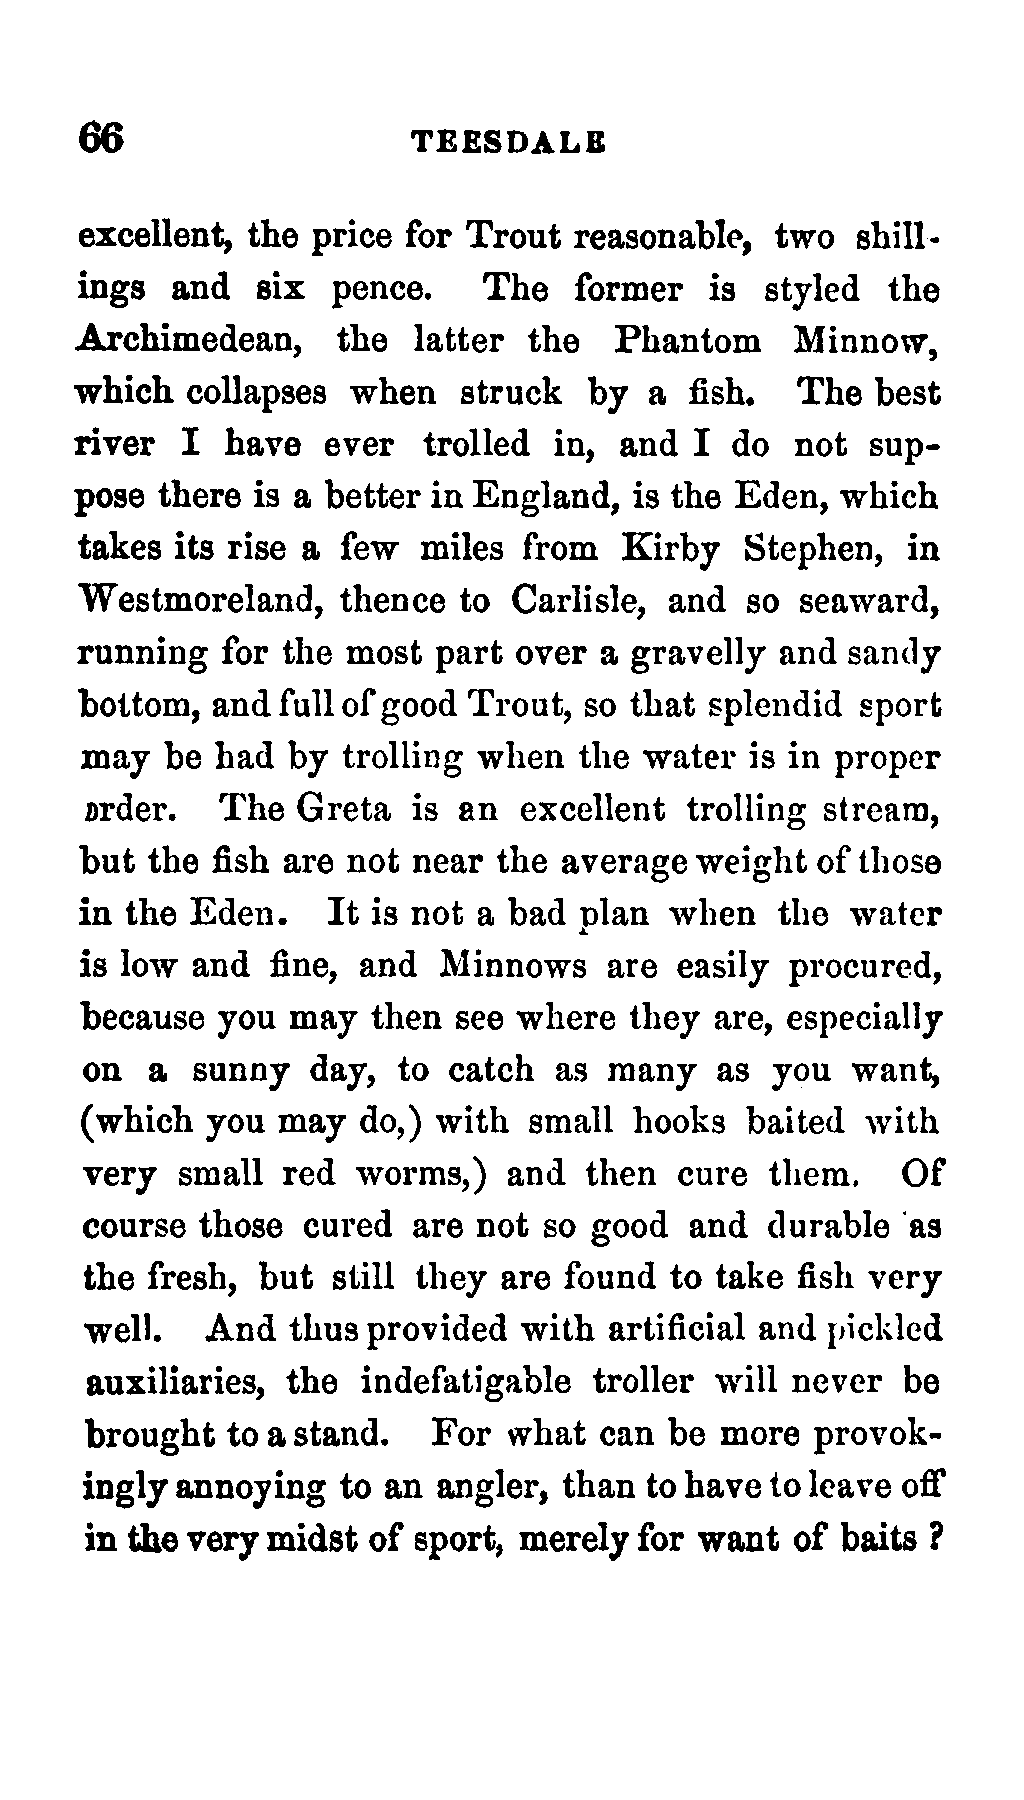 66 TEESDALE
excellent, the price for Trout reasonable, two shill-
ings and six pence. The former is styled the
Archimedean, the latter the Phantom Minnow,
which collapses when struck by a fish. The best
river I have ever trolled in, and I do not sup-
pose there is a better in England, is the Eden, which
takes its rise a few miles from Kirby Stephen, in
Westmoreland, thence to Carlisle, and so seaward,
running for the most part over a gravelly and sandy
bottom, and full of good Trout, so that splendid sport
may be had by trolling when the water is in proper
order. The Greta is an excellent trolling stream,
but the fish are not near the average weight of those
in the Eden. It is not a bad plan when the water
is low and fine, and Minnows are easily procured,
because you may then see where they are, especially
on a sunny day, to catch as many as you want,
(which you may do,) with small hooks baited with
very small red worms,) and then cure them. Of
course those cured are not so good and durable as
the fresh, but still they are found to take fish very
well. And thus provided with artificial and pickled
auxiliaries, the indefatigable troller will never be
brought to a stand. For what can be more provok-
ingly annoying to an angler, than to have to leave off
in the very midst of sport, merely for want of baits ?